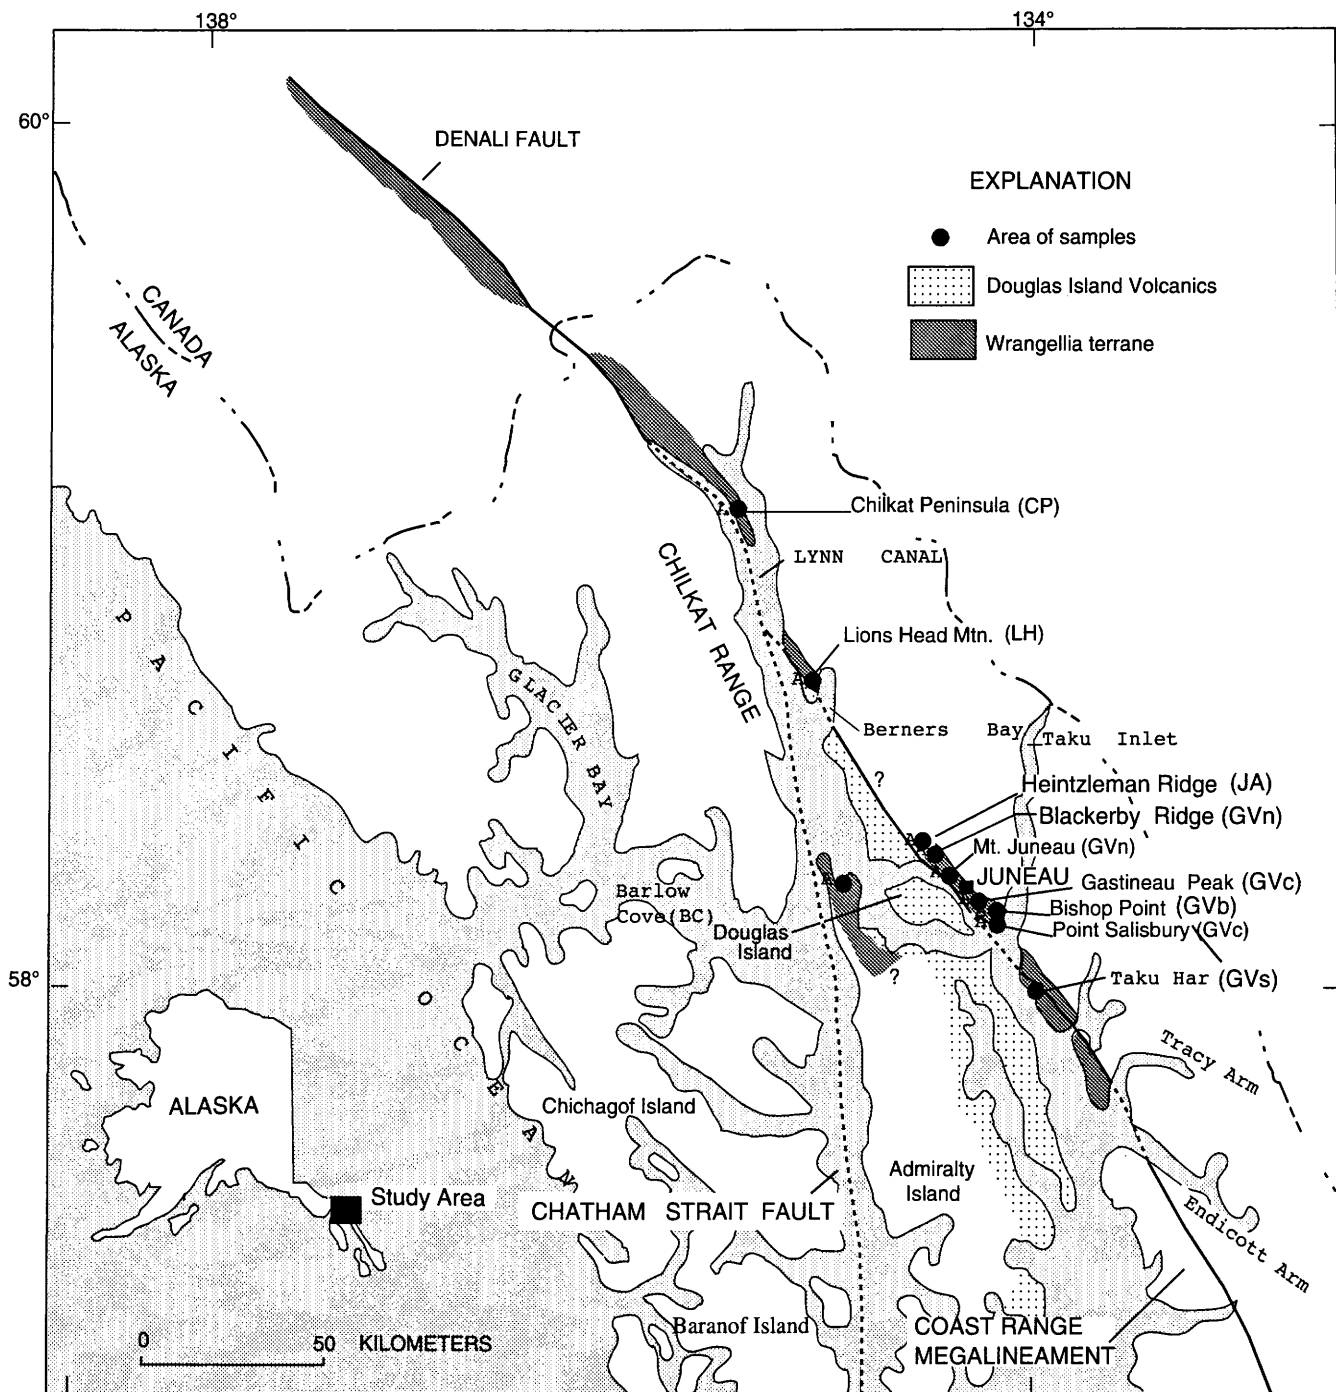 138°
134°
60°
DENALI FAULT
EXPLANATION
Area of samples
Douglas Island Volcanics
Wrangellia terrane
CANADA
ALASKA
Chilkat Peninsula (CP)
LYNN CANAL
CHILKAT RANGE
Lions Head Mtn. (LH)
Berners Bay
Taku Inlet
GLACIER BAY
?
Heintzleman Ridge (JA)
Blackerby Ridge (GVn)
Mt. Juneau (GVn)
JUNEAU
Gastineau Peak (GVc)
Bishop Point (GVb)
Point Salisbury (GVc)
Barlow
Cove(BC)
Douglas
Island
?
58°
Taku Har (GVs)
PACIFIC OCEAN
Tracy Arm
ALASKA
Chichagof Island
Admiralty
Island
Study Area
CHATHAM STRAIT FAULT
Endicott Arm
0 50 KILOMETERS
Baranof Island
COAST RANGE
MEGALINEAMENT